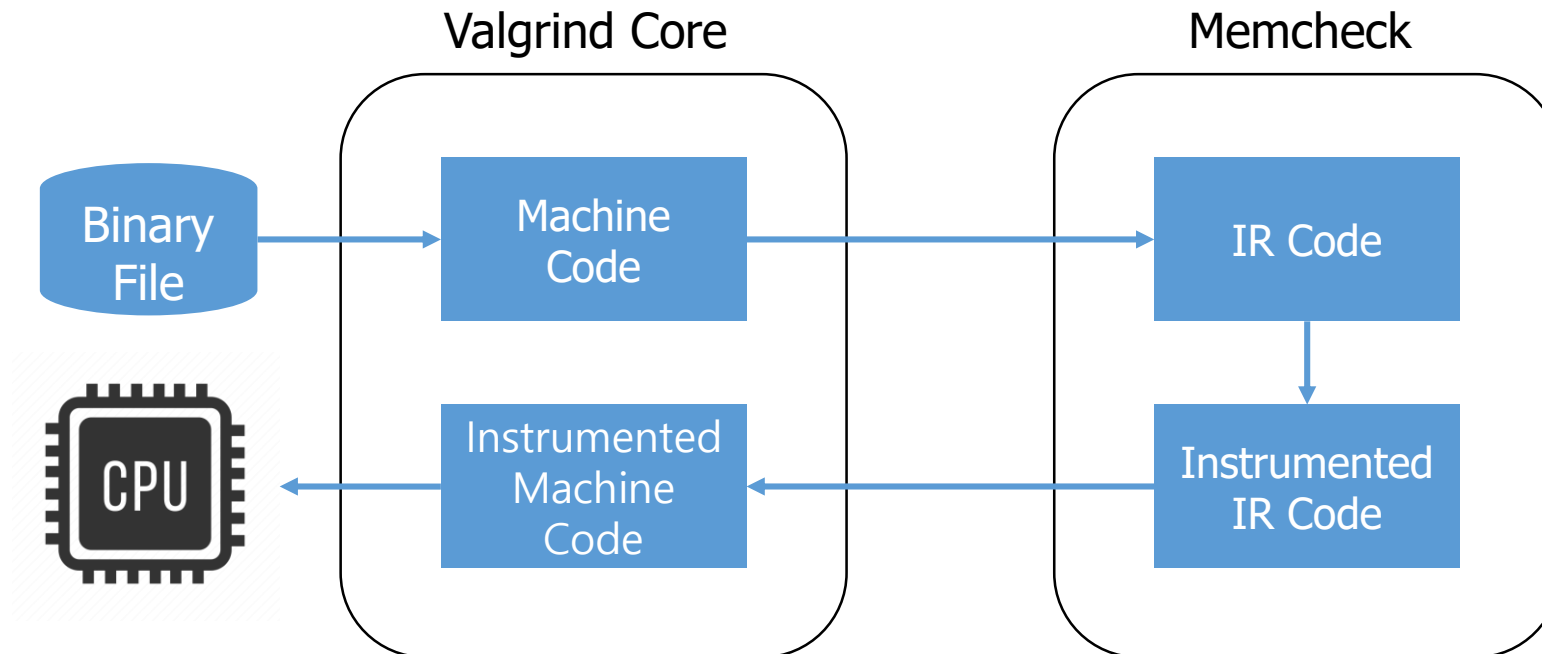 Valgrind Core
Memcheck
Binary
File
Machine
Code
IR Code
CPU
Instrumented
Machine
Code
Instrumented
IR Code